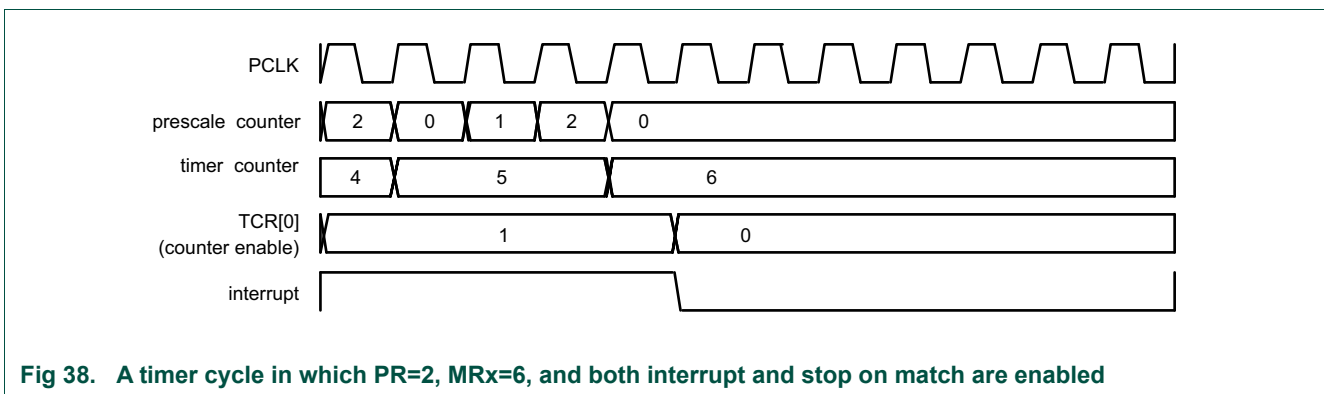 PCLK
prescale counter 2 0 1 2 0
timer counter 4 5 6
TCR[0]
(counter enable) 1 0
interrupt
Fig 38. A timer cycle in which PR=2, MRx=6, and both interrupt and stop on match are enabled